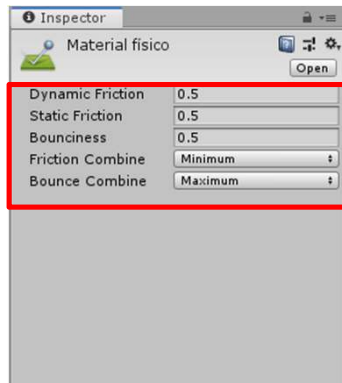 Inspector
Material físico
Open
Dynamic Friction 0.5
Static Friction 0.5
Bounciness 0.5
Friction Combine Minimum
Bounce Combine Maximum